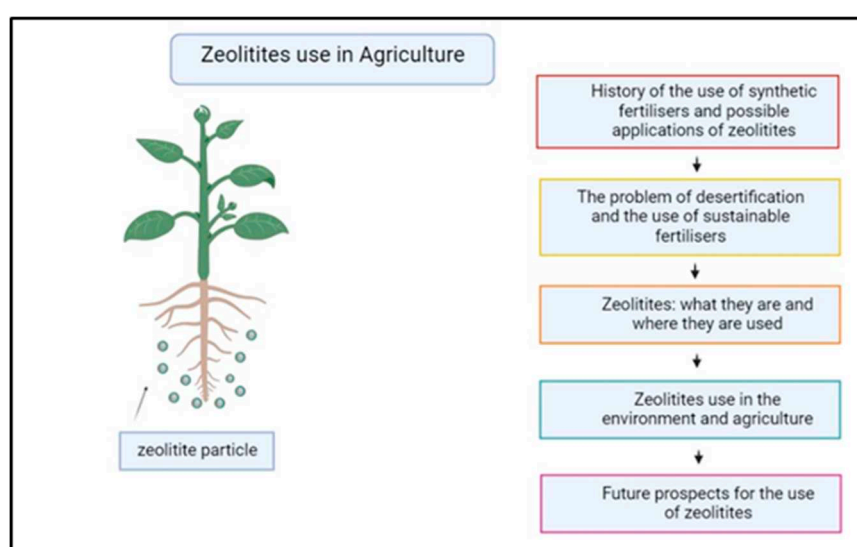 Zeolitites use in Agriculture
zeolitite particle
History of the use of synthetic
fertilisers and possible
applications of zeolitites
The problem of desertification
and the use of sustainable
fertilisers
Zeolitites: what they are and
where they are used
Zeolitites use in the
environment and agriculture
Future prospects for the use
of zeolitites